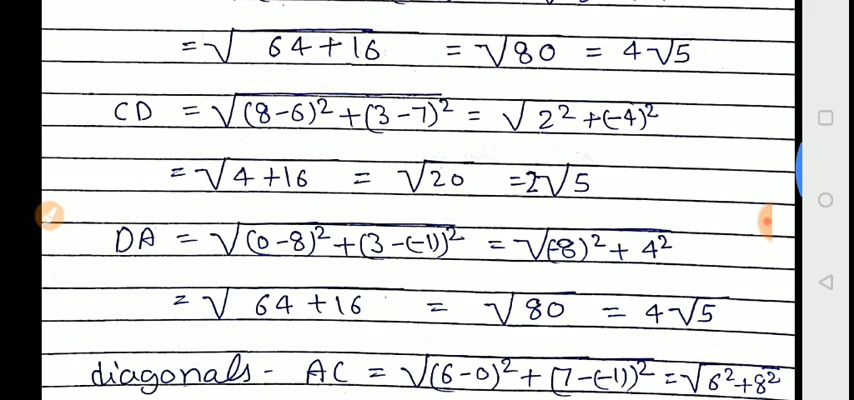 = √64+16 = √80 = 4√5
CD = √(8-6)²+(3-7)² = √2²+(-4)²
= √4+16 = √20 = 2√5
DA = √(0-8)²+(3-(-1))² = √(-8)²+4²
= √64+16 = √80 = 4√5
diagonals - AC = √(6-0)²+(7-(-1))² = √6²+8²